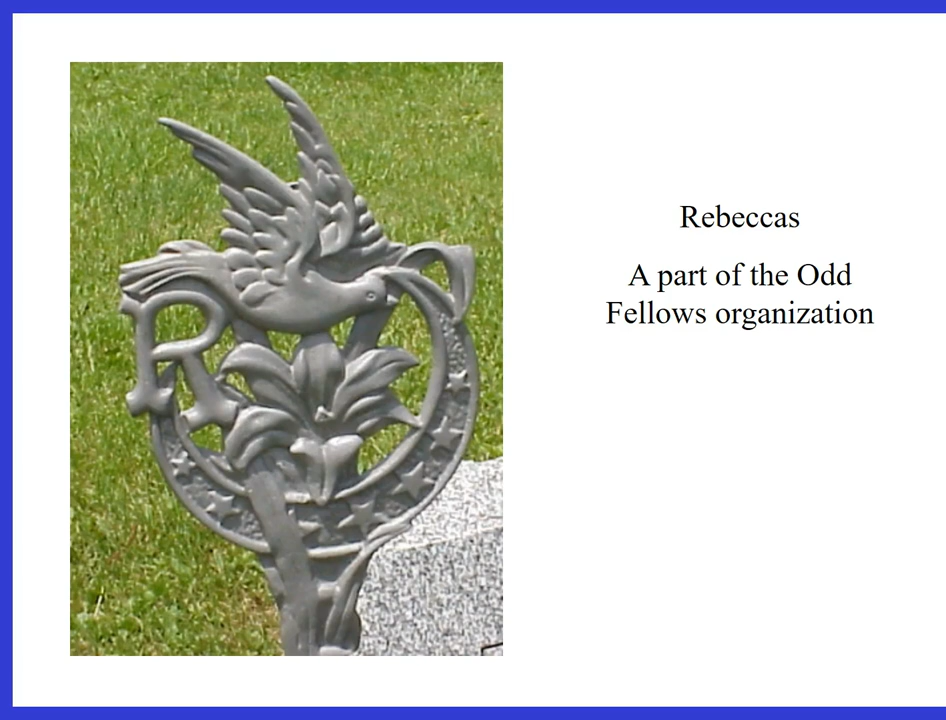 Rebeccas
A part of the Odd
Fellows organization
R